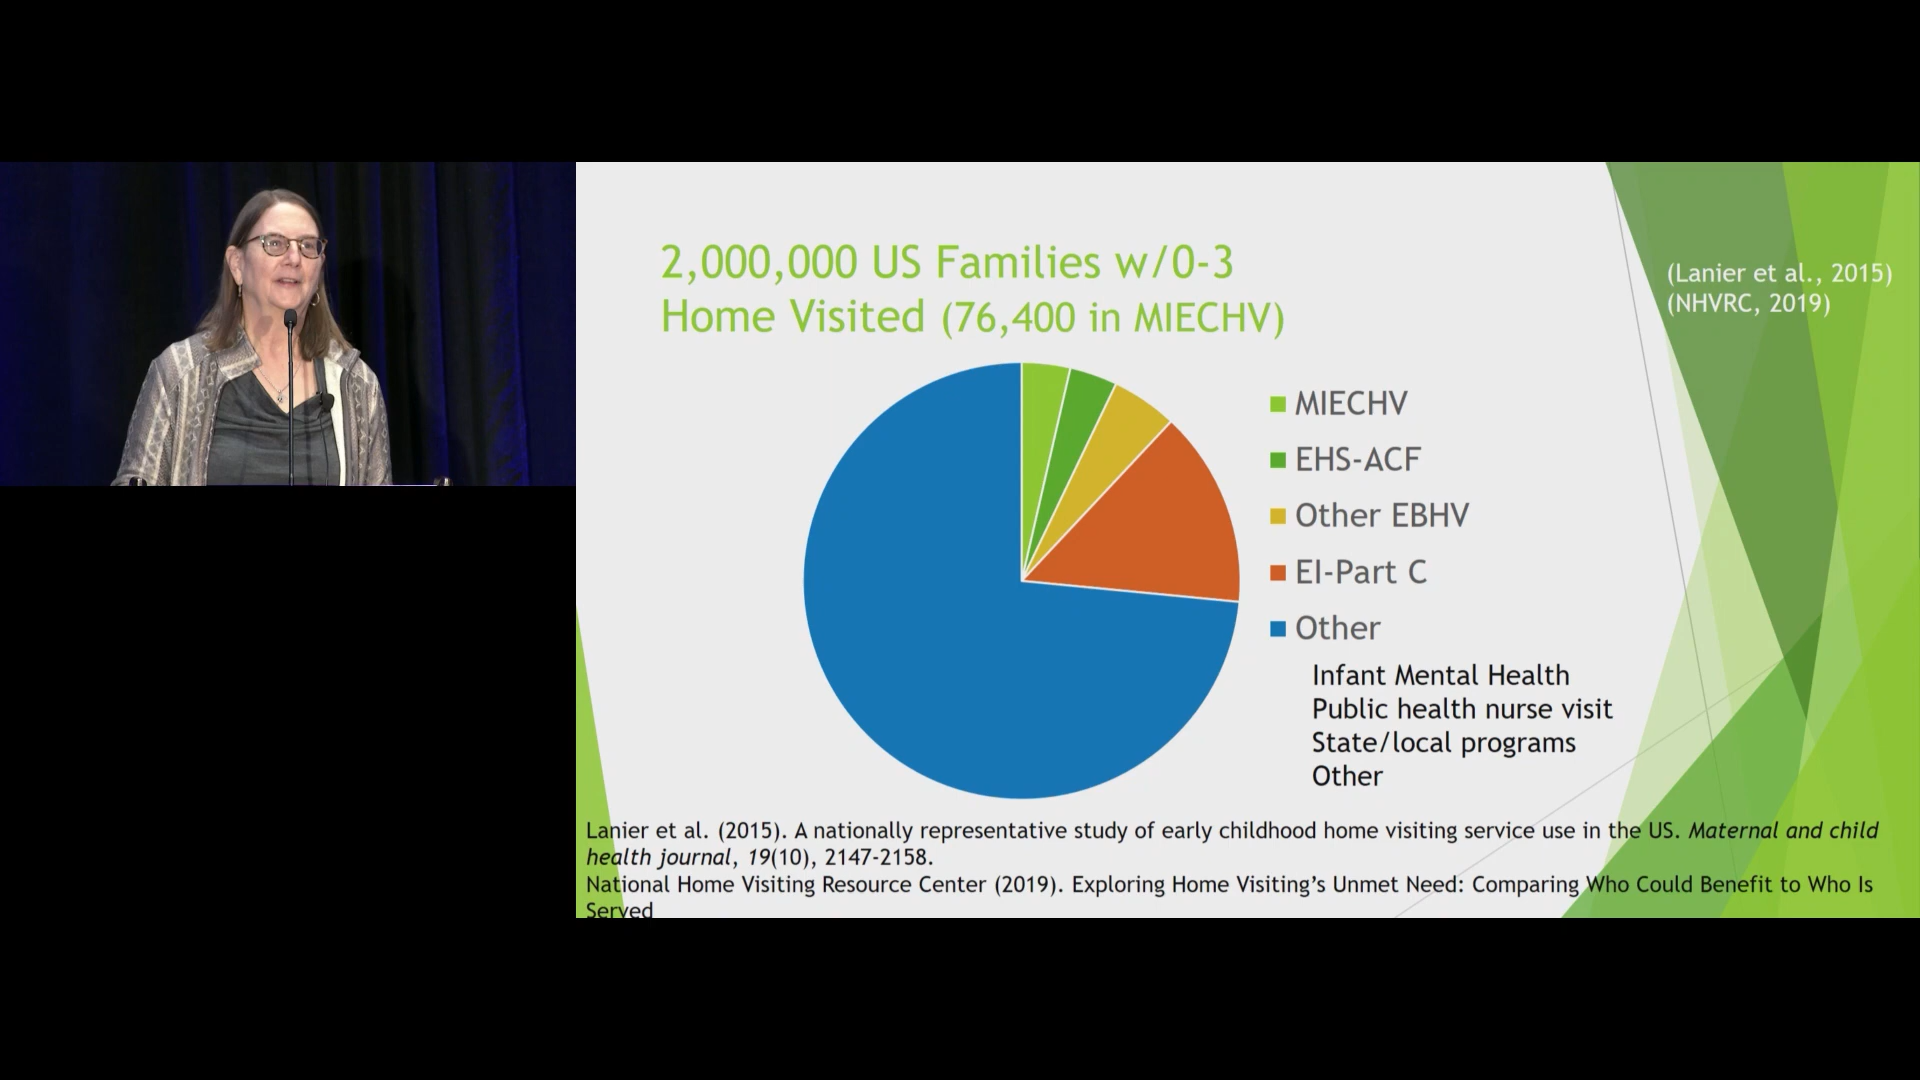 2,000,000 US Families w/0-3
Home Visited (76,400 in MIECHV)
(Lanier et al., 2015)
(NHVRC, 2019)
MIECHV
EHS-ACF
Other EBHV
EI-Part C
Other
Infant Mental Health
Public health nurse visit
State/local programs
Other
Lanier et al. (2015). A nationally representative study of early childhood home visiting service use in the US. Maternal and child
health journal, 19(10), 2147-2158.
National Home Visiting Resource Center (2019). Exploring Home Visiting’s Unmet Need: Comparing Who Could Benefit to Who Is
Served